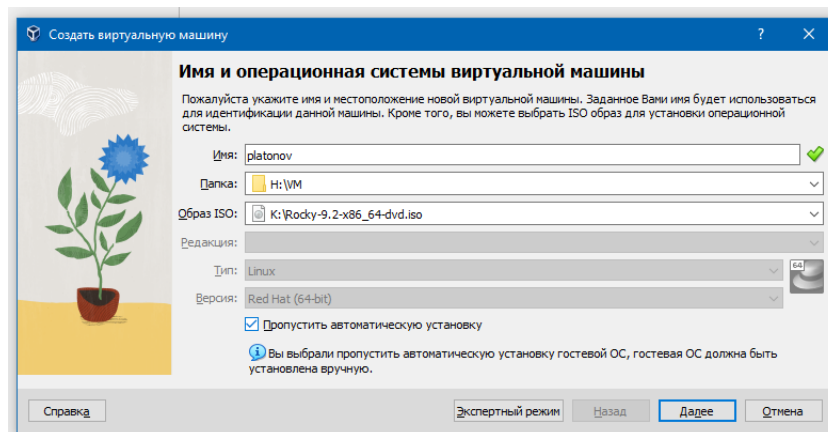 Создать виртуальную машину
?
Имя и операционная системы виртуальной машины
Пожалуйста укажите имя и местоположение новой виртуальной машины. Заданное Вами имя будет использоваться
для идентификации данной машины. Кроме того, вы можете выбрать ISO образ для установки операционной
системы.
Имя: platonov
Папка: H:\VM
Образ ISO: K:\Rocky-9.2-x86_64-dvd.iso
Редакция:
Тип: Linux
64
Версия: Red Hat (64-bit)
Пропустить автоматическую установку
Вы выбрали пропустить автоматическую установку гостевой ОС, гостевая ОС должна быть
установлена вручную.
Справка Экспертный режим Назад Далее Отмена